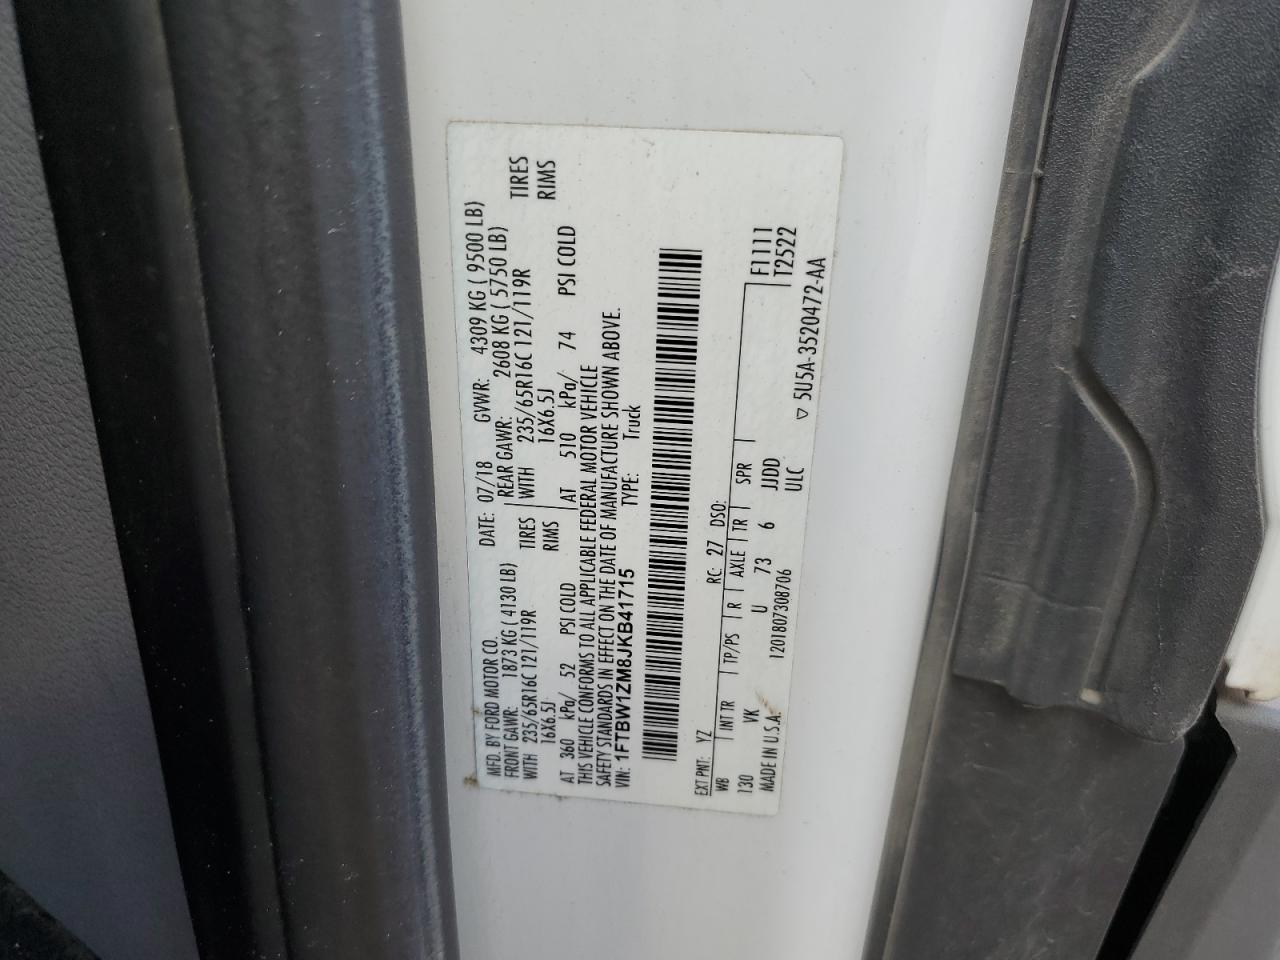 MFD. BY FORD MOTOR CO. DATE: 07/18 GVWR: 4309 KG ( 9500 LB)
FRONT GAWR: 1873 KG ( 4130 LB) REAR GAWR: 2608 KG ( 5750 LB)
WITH 235/65R16C 121/119R TIRES WITH 235/65R16C 121/119R TIRES
16X6.5J RIMS 16X6.5J RIMS
AT 360 kPa/ 52 PSI COLD AT 510 kPa/ 74 PSI COLD
THIS VEHICLE CONFORMS TO ALL APPLICABLE FEDERAL MOTOR VEHICLE
SAFETY STANDARDS IN EFFECT ON THE DATE OF MANUFACTURE SHOWN ABOVE.
VIN: 1FTBW1ZM8JKB41715 TYPE: Truck
EXT PNT: YZ RC: 27 DSO:
WB INT TR TP/PS R AXLE TR SPR F1111
130 VK U 73 6 JJDD T2522
MADE IN U.S.A. 1201807308706 ULC ▽ 5U5A-3520472-AA